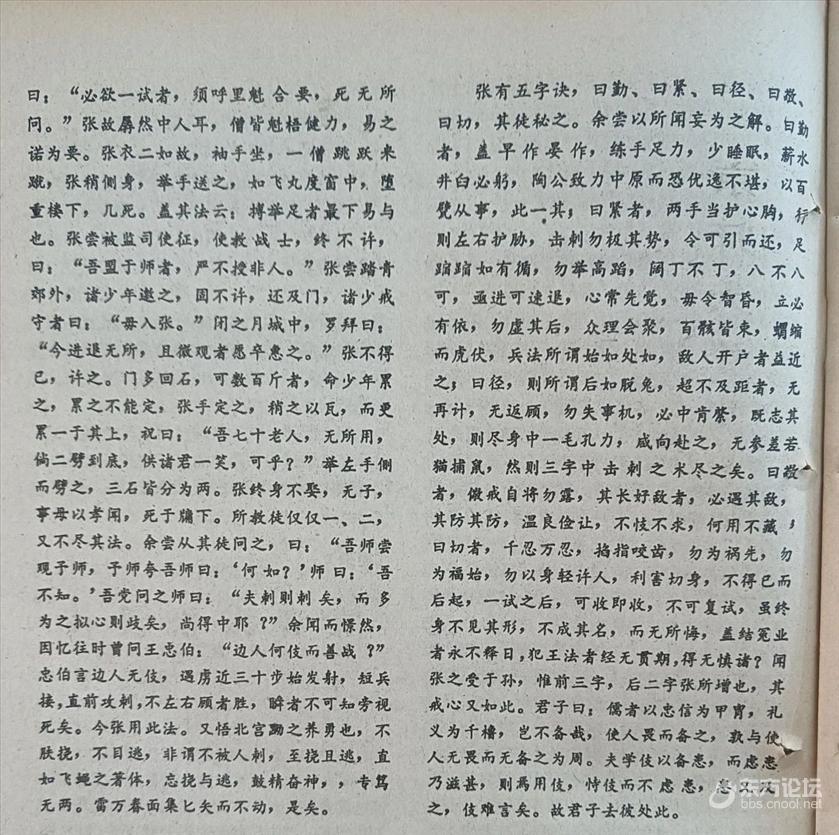 曰：“必欲一试者，须呼里魁合要，死无所
问。”张故孱然中人耳，僧皆魁梧健力，易之
诺为要。张衣二如故，袖手坐，一僧跳跃来
蹴，张稍侧身，举手送之，如飞丸度窗中，堕
重楼下，几死。盖其法云：搏举足者最下易与
也。张尝被监司使征，使救战士，终不许，
曰：“吾盟于师者，严不授非人。”张尝踏青
郊外，诸少年邀之，固不许，还及门，诸少戒
守者曰：“毋入张。”闭之月城中，罗拜曰：
“今进退无所，且微观者愿卒惠之。”张不得
已，许之。门多回石，可数百斤者，命少年累
之，累之不能定，张手定之，稍之以瓦，而更
累一于其上，祝曰：“吾七十老人，无所用，
倘二劈到底，供诸君一笑，可乎？”举左手侧
而劈之，三石皆分为两。张终身不娶，无子，
事母以孝闻，死于牖下。所教徒仅仅一、二，
又不尽其法。余尝从其徒问之，曰：“吾师尝
观于师，予师夸吾师曰：‘何如？’师曰：‘吾
不知。’吾党问之师曰：“夫刺则刺矣，而多
为之拟心则歧矣，尚得中耶？”余闻而憬然，
因忆往时曾问王忠伯：“边人何伎而善战？”
忠伯言边人无伎，遇虏近三十步始发射，短兵
接，直前攻刺，不左右顾者胜，瞬者不可知旁视
死矣。今张用此法。又悟北宫黝之养勇也，不
肤挠，不目逃，非谓不被人刺，至挠且逃，直
如飞蝇之著体，忘挠与逃，鼓精奋神，，专笃
无两。雷万春面集匕矣而不动，是矣。
张有五字诀，曰勤、曰紧、曰径、曰敬、
曰切，其徒秘之。余尝以所闻妄为之解。曰勤
者，盖早作晏作，练手足力，少睡眠，薪水
井臼必躬，陶公致力中原而恐优逸不堪，以百
甓从事，此一其；曰紧者，两手当护心胸，行
则左右护胁，击刺勿极其势，令可引而还，足
蹜蹜如有循，勿举高蹈，阔丁不丁，八不八
可，亟进可速退，心常先觉，毋令智昏，立必
有依，勿虚其后，众理会聚，百骸皆束，蝟缩
而虎伏，兵法所谓始如处如，敌人开户者益近
之；曰径，则所谓后如脱兔，超不及距者，无
再计，无返顾，勿失事机，必中肯綮，既志其
处，则尽身中一毛孔力，咸向赴之，无参差若
猫捕鼠，然则三字中击刺之术尽之矣。曰敬
者，儆戒自将勿露，其长好敌者，必遇其敌，
其防其防，温良俭让，不忮不求，何用不藏，
曰切者，千忍万忍，掐指咬齿，勿为祸先，勿
为福始，勿以身轻许人，利害切身，不得已而
后起，一试之后，可收即收，不可复试，虽终
身不见其形，不成其名，而无所悔，盖结冤业
者永不释日，犯王法者经无贯期，得无慎诸？闻
张之受于孙，惟前三字，后二字张所增也，其
戒心又如此。君子曰：儒者以忠信为甲胄，礼
义为干橹，岂不备哉，使人畏而备之，孰与使
人无畏而无备之为周。夫学伎以备患，而虑患
乃滋甚，则焉用伎，恃伎而不虑患，患又及
之，伎难言矣。故君子去彼处此。
东方论坛
bbs.cnool.net